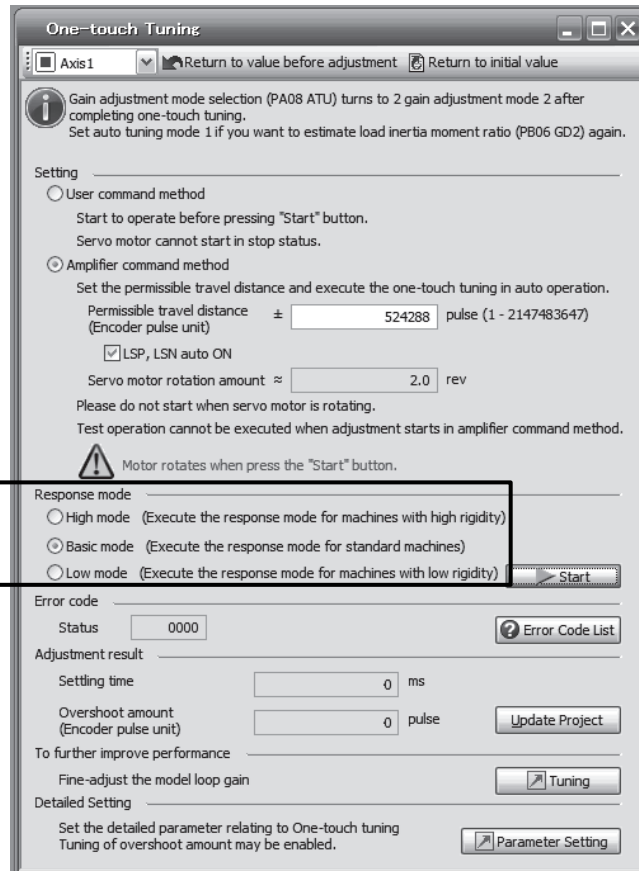 One-touch Tuning
Axis1 Return to value before adjustment Return to initial value
Gain adjustment mode selection (PA08 ATU) turns to 2 gain adjustment mode 2 after
completing one-touch tuning.
Set auto tuning mode 1 if you want to estimate load inertia moment ratio (PB06 GD2) again.
Setting
User command method
Start to operate before pressing "Start" button.
Servo motor cannot start in stop status.
Amplifier command method
Set the permissible travel distance and execute the one-touch tuning in auto operation.
Permissible travel distance ± 524288 pulse (1 - 2147483647)
(Encoder pulse unit)
LSP, LSN auto ON
Servo motor rotation amount ≈ 2.0 rev
Please do not start when servo motor is rotating.
Test operation cannot be executed when adjustment starts in amplifier command method.
Motor rotates when press the "Start" button.
Response mode
High mode (Execute the response mode for machines with high rigidity)
Basic mode (Execute the response mode for standard machines)
Low mode (Execute the response mode for machines with low rigidity) Start
Error code
Status 0000 Error Code List
Adjustment result
Settling time 0 ms
Overshoot amount 0 pulse Update Project
(Encoder pulse unit)
To further improve performance
Fine-adjust the model loop gain Tuning
Detailed Setting
Set the detailed parameter relating to One-touch tuning
Tuning of overshoot amount may be enabled. Parameter Setting